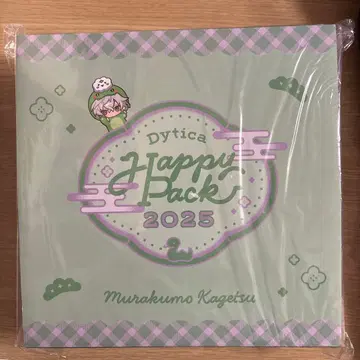 Dytica
Happy
Pack
2025
Murakumo Kagetsu